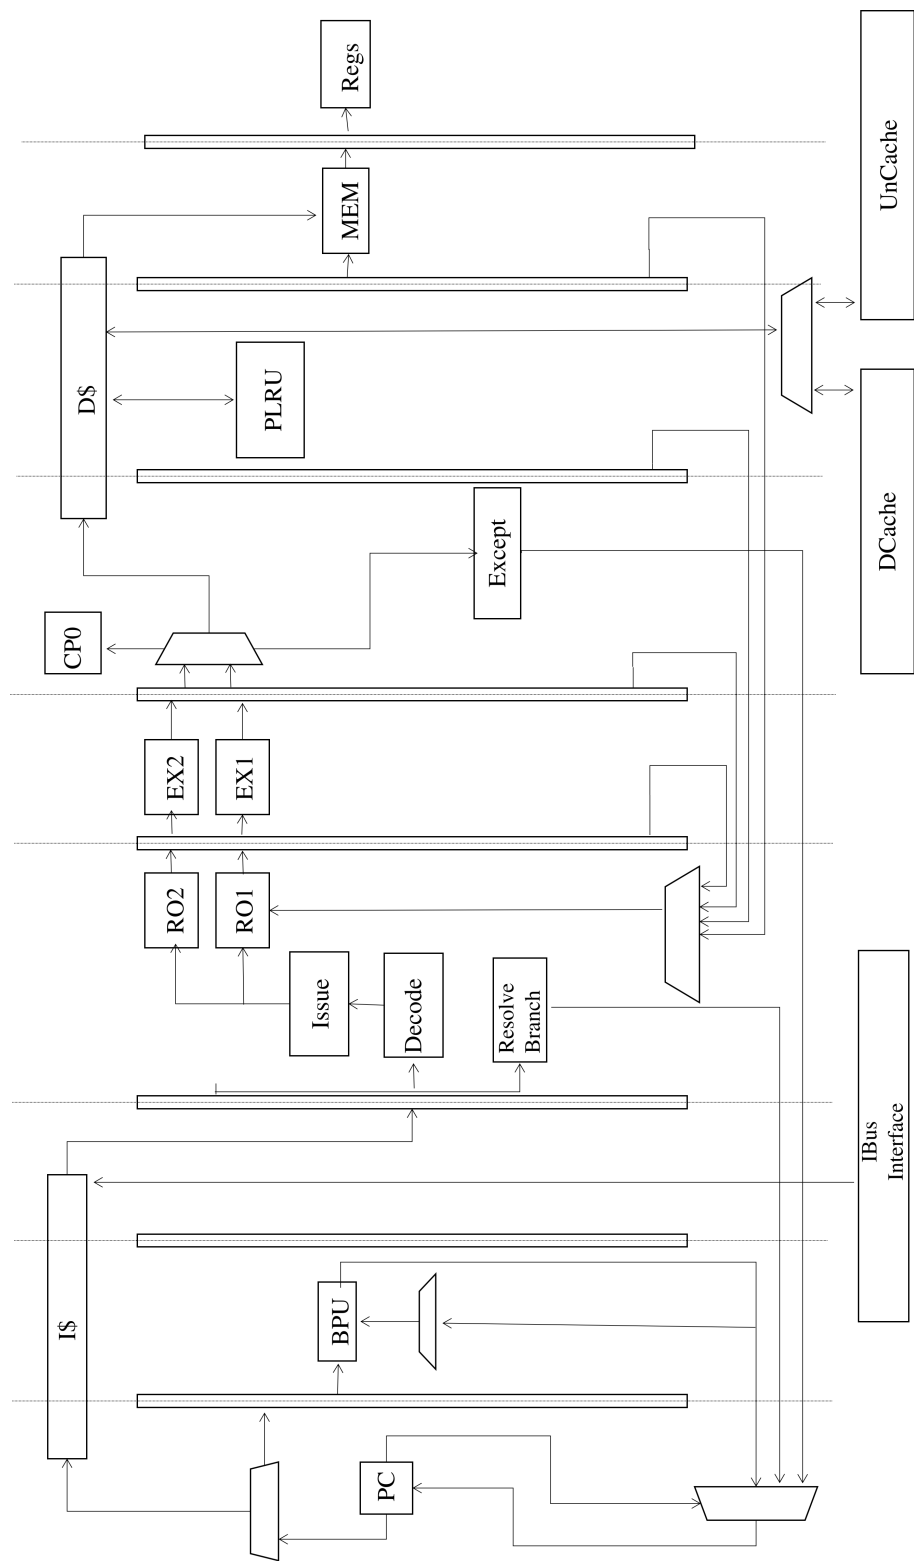 I$
PC
BPU
IBus
Interface
Resolve
Branch
Decode
Issue
RO2
RO1
EX2
EX1
CP0
Except
D$
PLRU
MEM
Regs
DCache
UnCache